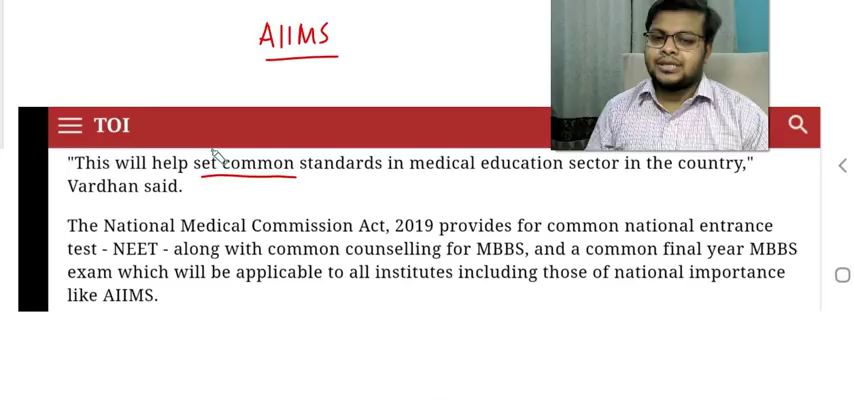 AIIMS
TOI
"This will help set common standards in medical education sector in the country,"
Vardhan said.
The National Medical Commission Act, 2019 provides for common national entrance
test - NEET - along with common counselling for MBBS, and a common final year MBBS
exam which will be applicable to all institutes including those of national importance
like AIIMS.